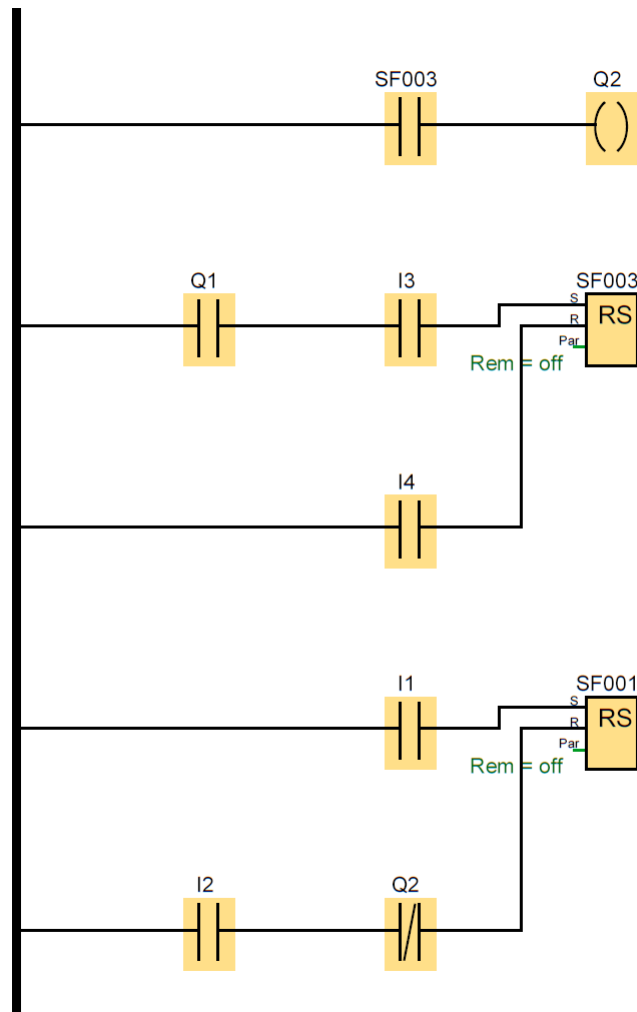 SF003 Q2
Q1 I3 SF003
S
RS
R
Par
Rem = off
I4
I1 SF001
S
RS
R
Par
Rem = off
I2 Q2